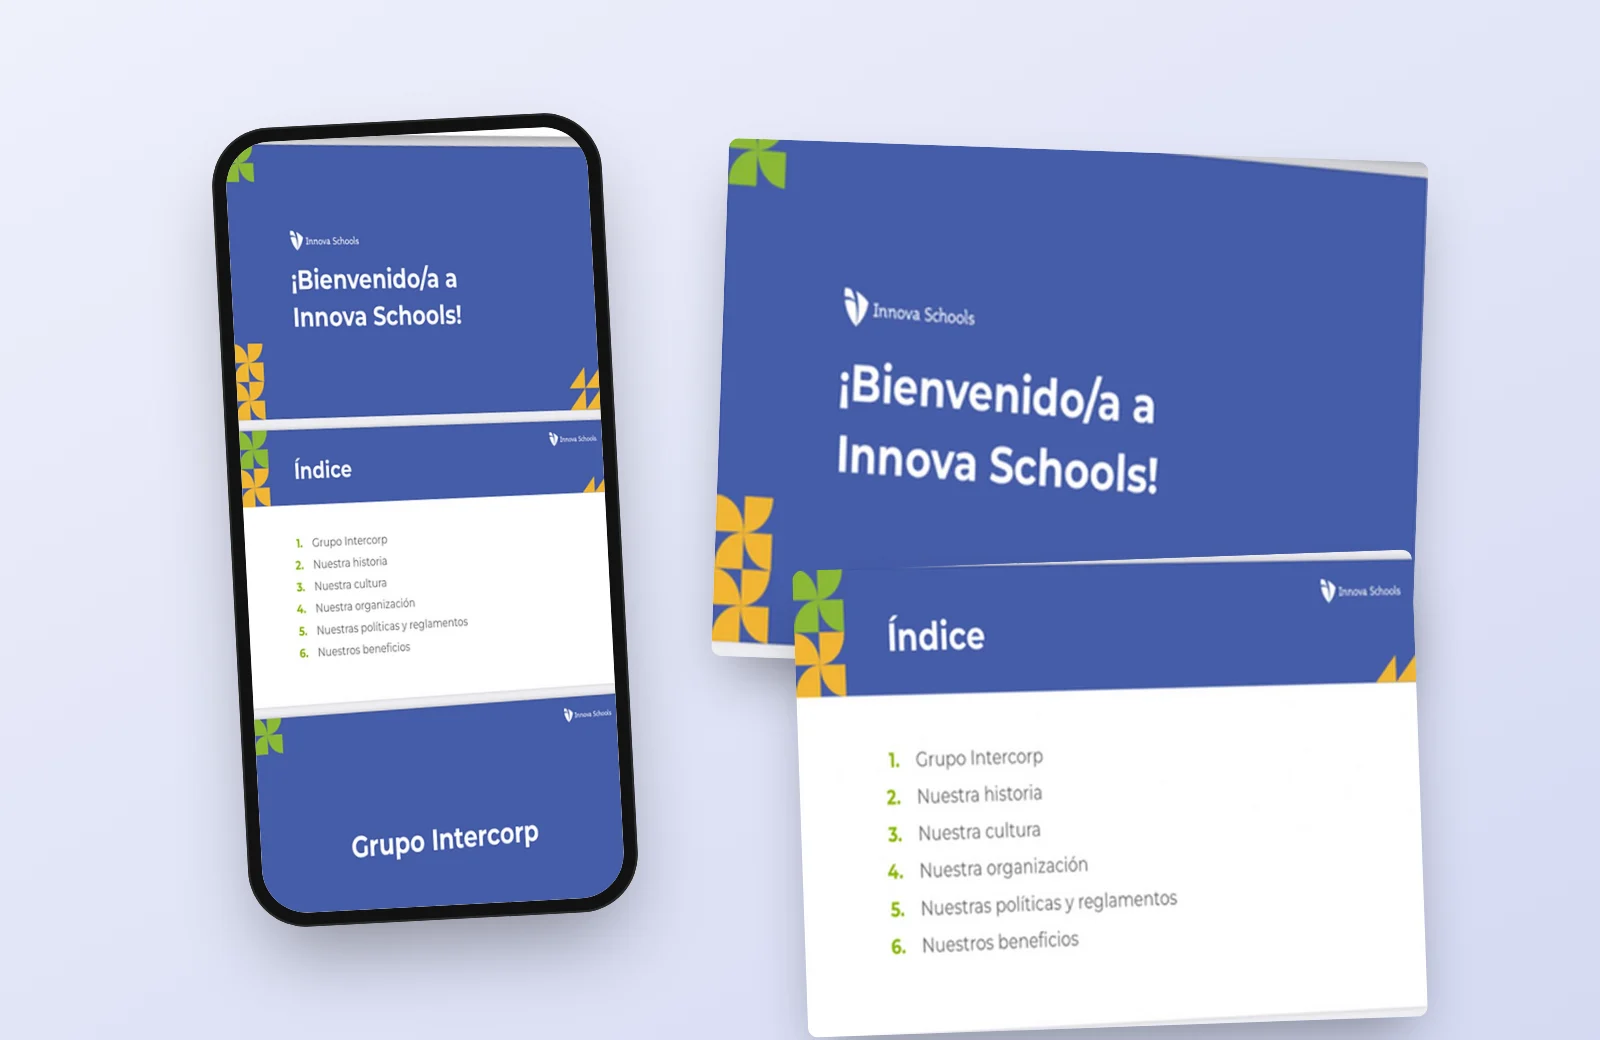 Innova Schools
¡Bienvenido/a a
Innova Schools!
Innova Schools
Índice
1. Grupo Intercorp
2. Nuestra historia
3. Nuestra cultura
4. Nuestra organización
5. Nuestras políticas y reglamentos
6. Nuestros beneficios
Innova Schools
Grupo Intercorp
Innova Schools
¡Bienvenido/a a
Innova Schools!
Innova Schools
Índice
1. Grupo Intercorp
2. Nuestra historia
3. Nuestra cultura
4. Nuestra organización
5. Nuestras políticas y reglamentos
6. Nuestros beneficios